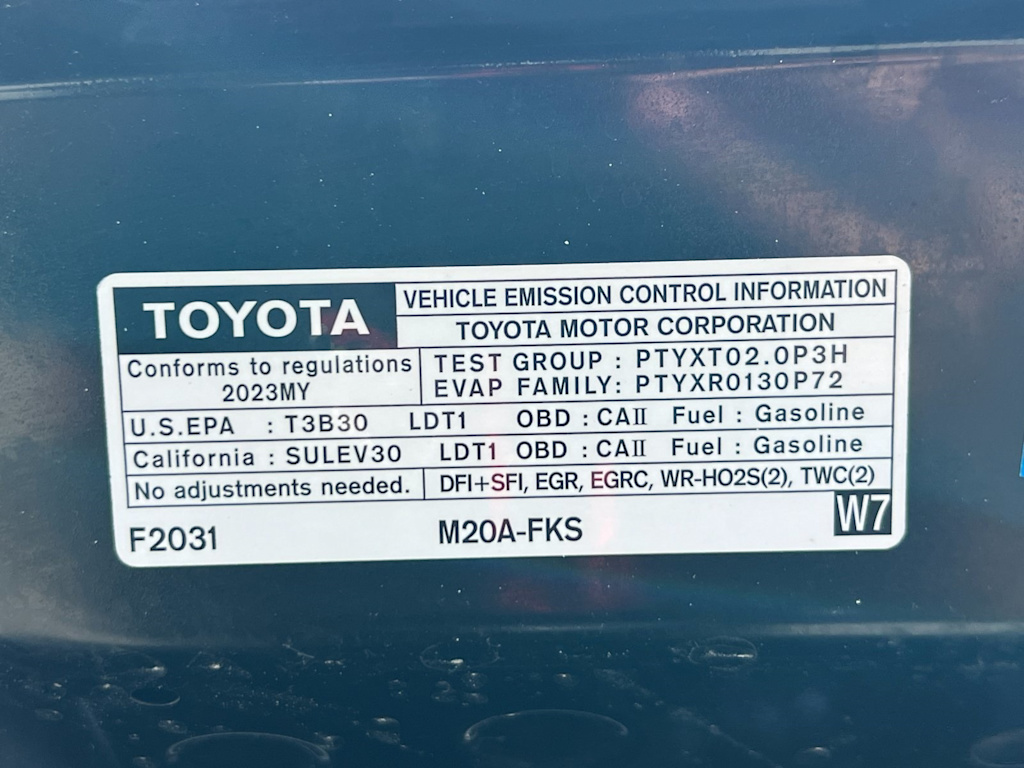 TOYOTA
VEHICLE EMISSION CONTROL INFORMATION
TOYOTA MOTOR CORPORATION
Conforms to regulations
2023MY
TEST GROUP : PTYXT02.0P3H
EVAP FAMILY: PTYXR0130P72
U.S.EPA : T3B30 LDT1 OBD : CAⅡ Fuel : Gasoline
California : SULEV30 LDT1 OBD : CAⅡ Fuel : Gasoline
No adjustments needed. DFI+SFI, EGR, EGRC, WR-HO2S(2), TWC(2)
F2031 M20A-FKS W7